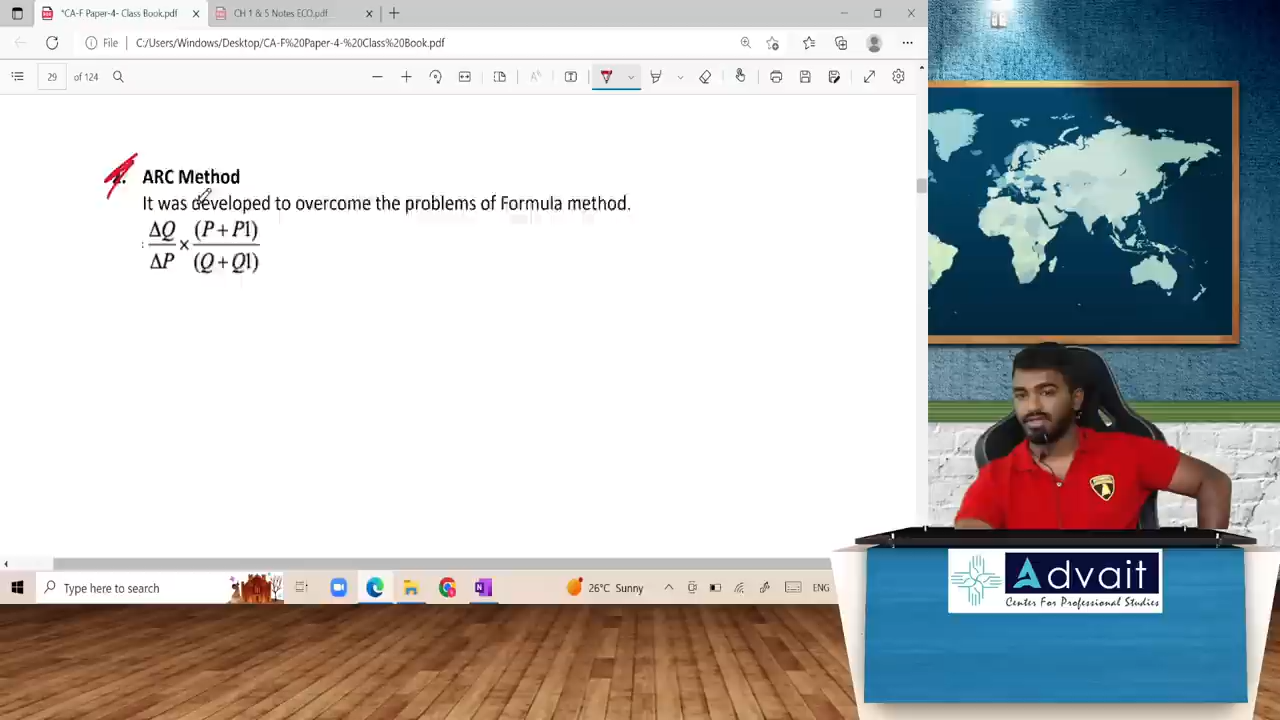 *CA-F Paper-4- Class Book.pdf
CH 1 & 5 Notes ECO.pdf
File
C:/Users/Windows/Desktop/CA-F%20Paper-4-%20Class%20Book.pdf
29 of 124
ARC Method
It was developed to overcome the problems of Formula method.
ΔQ/ΔP × (P+P1)/(Q+Q1)
Type here to search
26°C Sunny
ENG
Advait
Center For Professional Studies